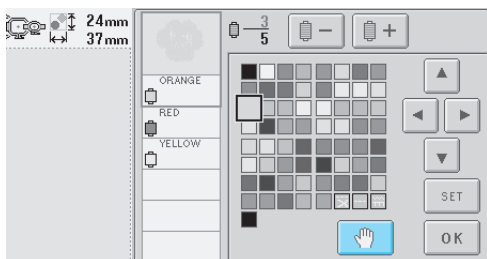 24mm
37mm
ORANGE
RED
YELLOW
3
5
−
+
SET
OK